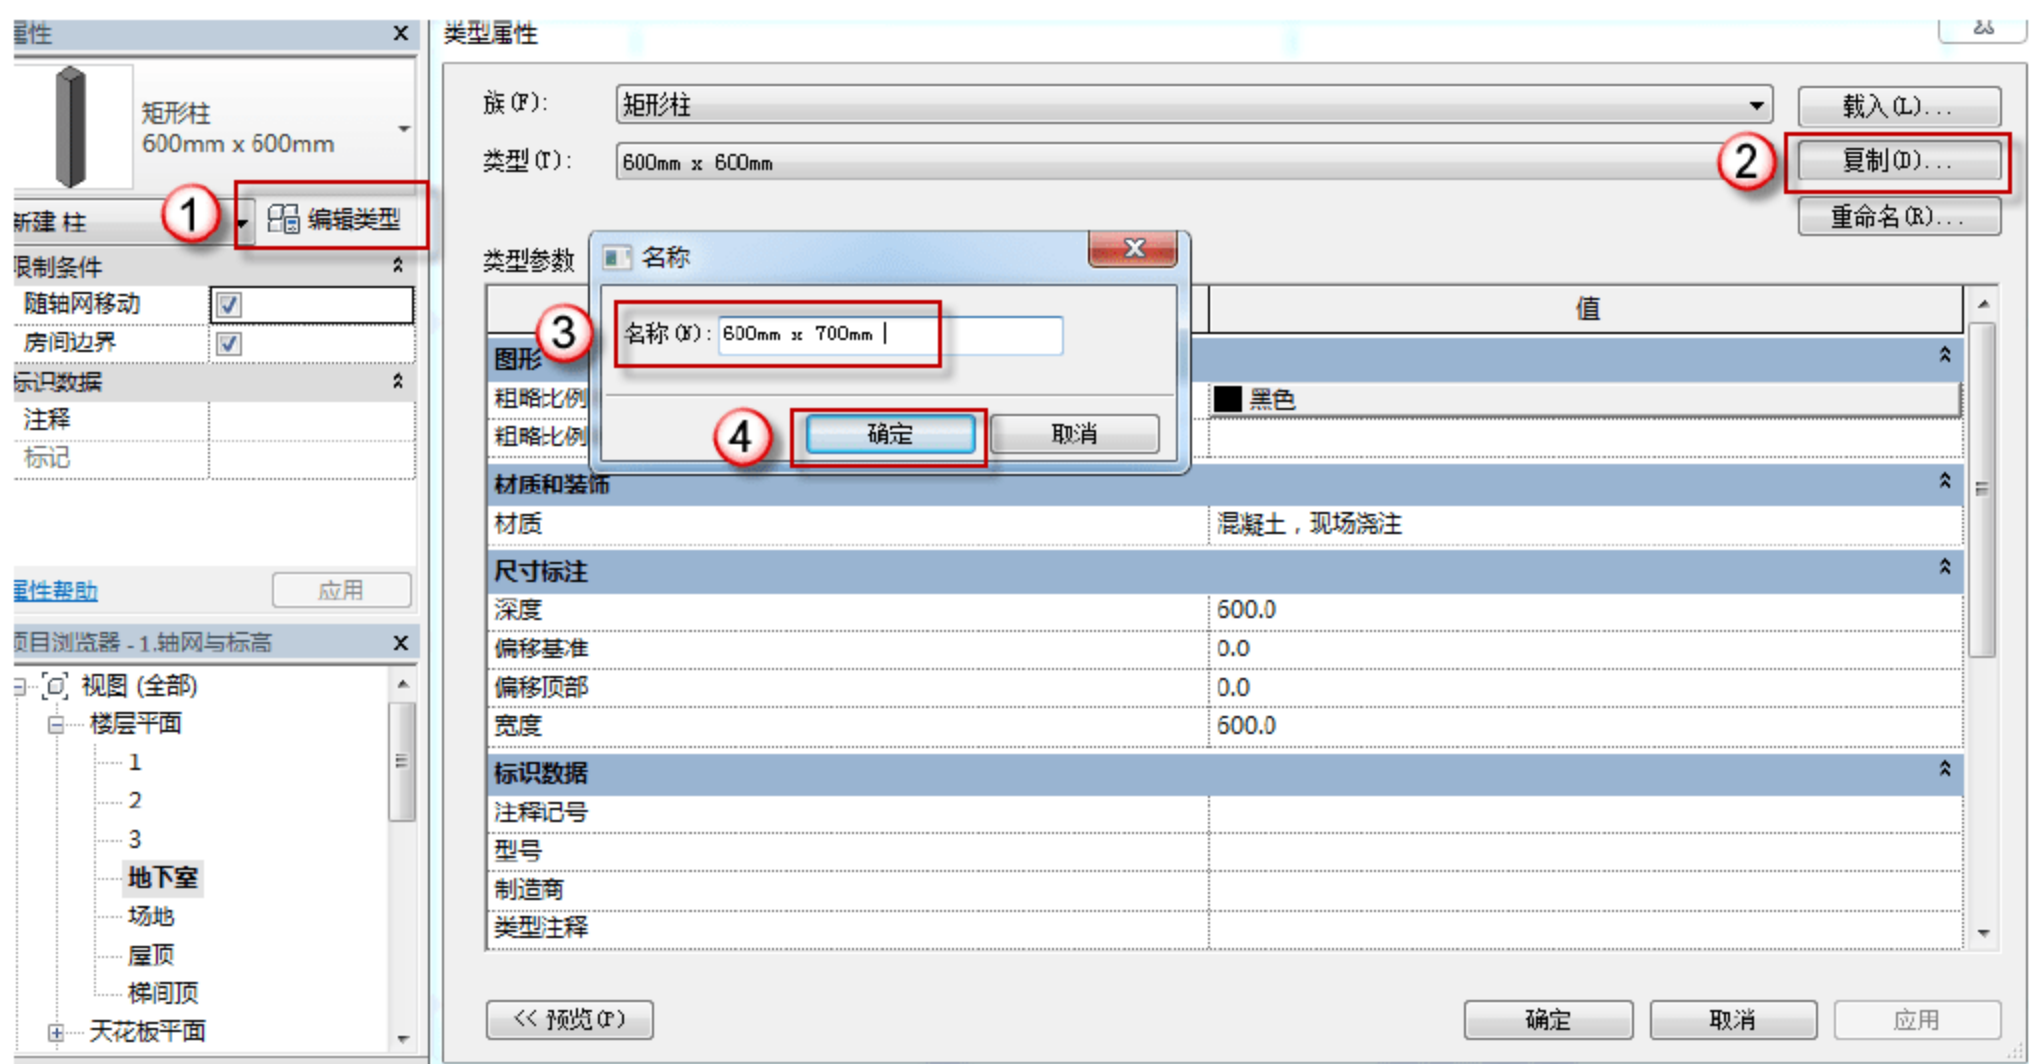 属性
矩形柱
600mm x 600mm
①
新建 柱
编辑类型
限制条件
随轴网移动
房间边界
标识数据
注释
标记
属性帮助
应用
项目浏览器 - 1.轴网与标高
视图 (全部)
楼层平面
1
2
3
地下室
场地
屋顶
梯间顶
天花板平面
类型属性
族(F):
矩形柱
载入(L)...
类型(T):
600mm x 600mm
②
复制(D)...
重命名(R)...
类型参数
值
名称
③
名称(N): 600mm x 700mm
④
确定
取消
图形
粗略比例
黑色
粗略比例
材质和装饰
材质
混凝土，现场浇注
尺寸标注
深度
600.0
偏移基准
0.0
偏移顶部
0.0
宽度
600.0
标识数据
注释记号
型号
制造商
类型注释
<< 预览(P)
确定
取消
应用